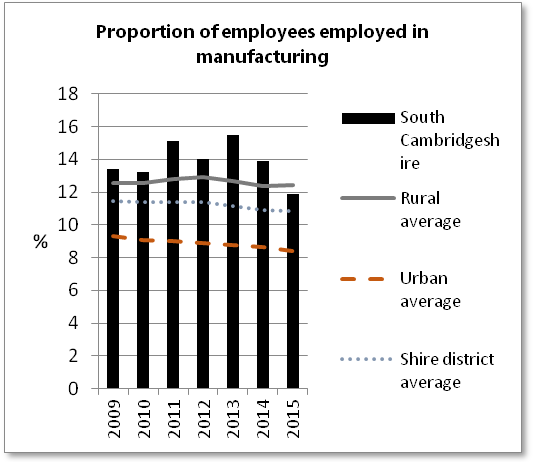 Proportion of employees employed in
manufacturing
18
16
14
12
10
8
6
4
2
0
%
2009
2010
2011
2012
2013
2014
2015
South
Cambridgesh
ire
Rural
average
Urban
average
Shire district
average